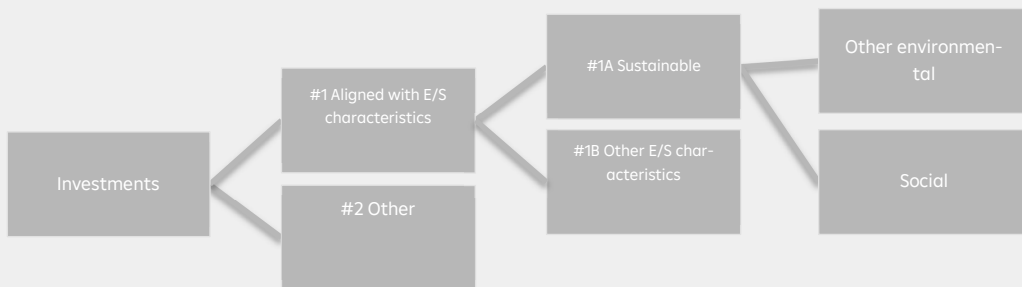 Investments
#1 Aligned with E/S
characteristics
#2 Other
#1A Sustainable
#1B Other E/S char-
acteristics
Other environmen-
tal
Social